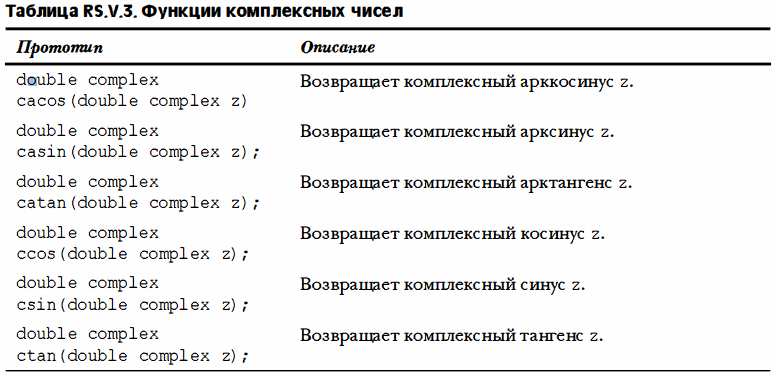 Таблица RS.V.3. Функции комплексных чисел
Прототип Описание
double complex Возвращает комплексный арккосинус z.
cacos(double complex z)
double complex Возвращает комплексный арксинус z.
casin(double complex z);
double complex Возвращает комплексный арктангенс z.
catan(double complex z);
double complex Возвращает комплексный косинус z.
ccos(double complex z);
double complex Возвращает комплексный синус z.
csin(double complex z);
double complex Возвращает комплексный тангенс z.
ctan(double complex z);